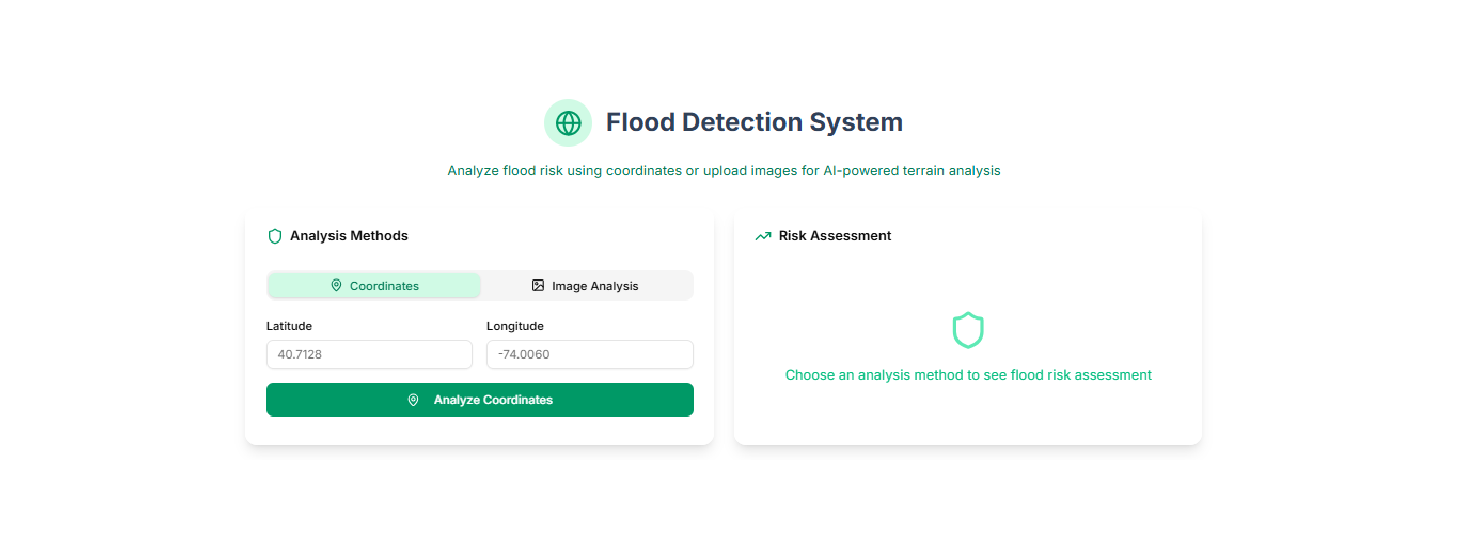 Flood Detection System
Analyze flood risk using coordinates or upload images for AI-powered terrain analysis
Analysis Methods
Coordinates
Image Analysis
Latitude
Longitude
40.7128
-74.0060
Analyze Coordinates
Risk Assessment
Choose an analysis method to see flood risk assessment